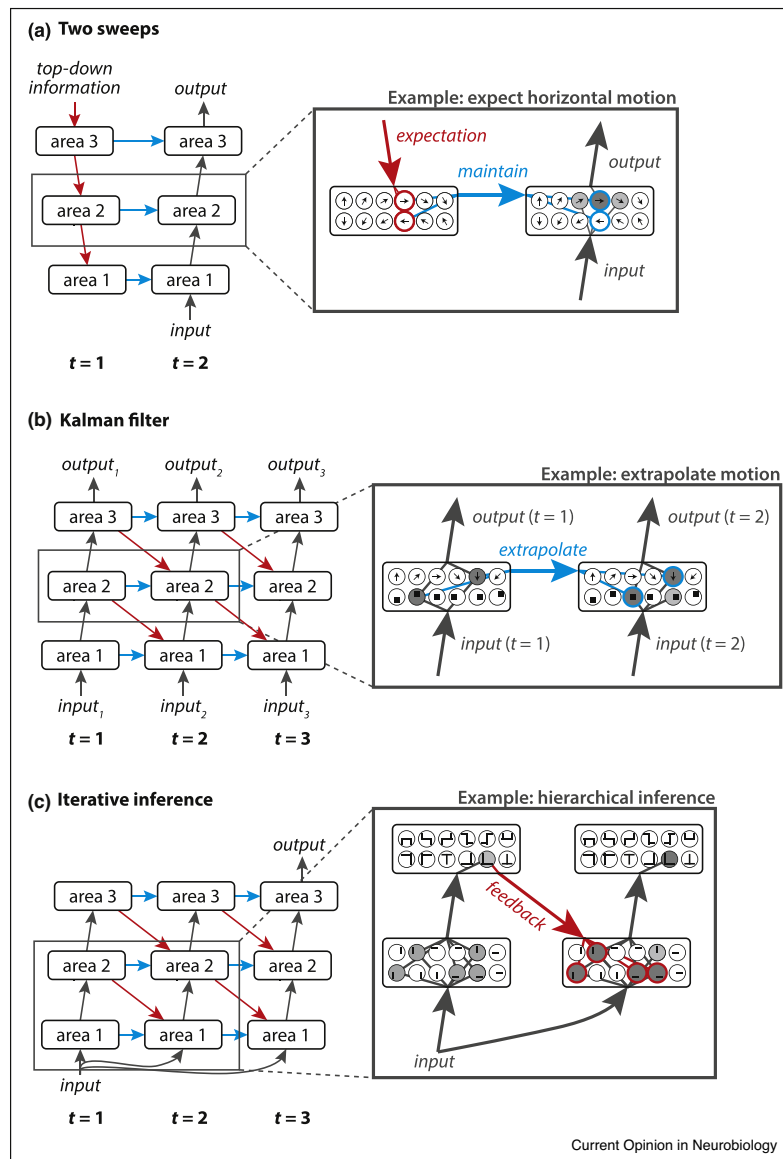 (a) Two sweeps
top-down
information
output
area 3
area 3
area 2
area 2
area 1
area 1
input
t = 1
t = 2
Example: expect horizontal motion
expectation
maintain
output
input
(b) Kalman filter
output1
output2
output3
area 3
area 3
area 3
area 2
area 2
area 2
area 1
area 1
area 1
input1
input2
input3
t = 1
t = 2
t = 3
Example: extrapolate motion
output (t = 1)
output (t = 2)
extrapolate
input (t = 1)
input (t = 2)
(c) Iterative inference
output
area 3
area 3
area 3
area 2
area 2
area 2
area 1
area 1
area 1
input
t = 1
t = 2
t = 3
Example: hierarchical inference
feedback
input
Current Opinion in Neurobiology